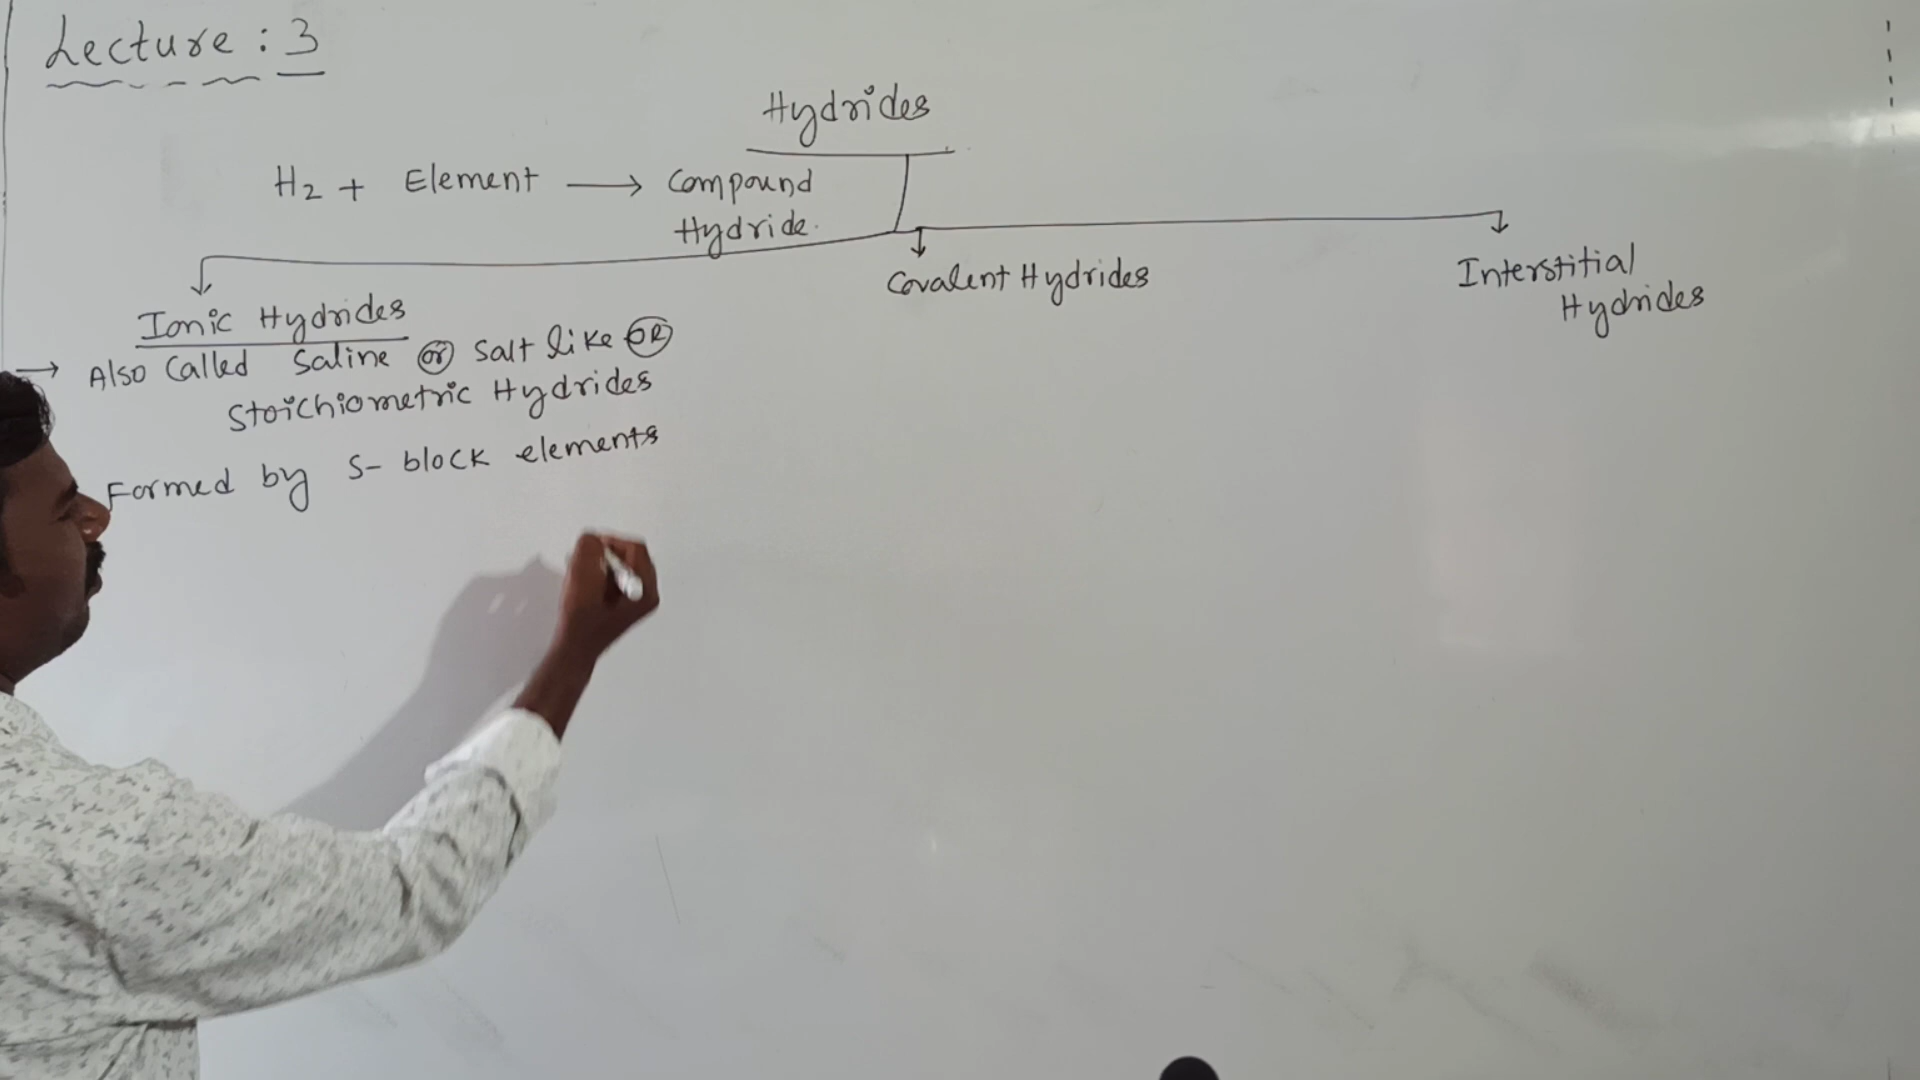 Lecture : 3
Hydrides
H2 + Element → Compound
Hydride.
Ionic Hydrides
Covalent Hydrides
Interstitial
Hydrides
→ Also Called Saline or Salt like OR
Stoichiometric Hydrides
Formed by S- block elements